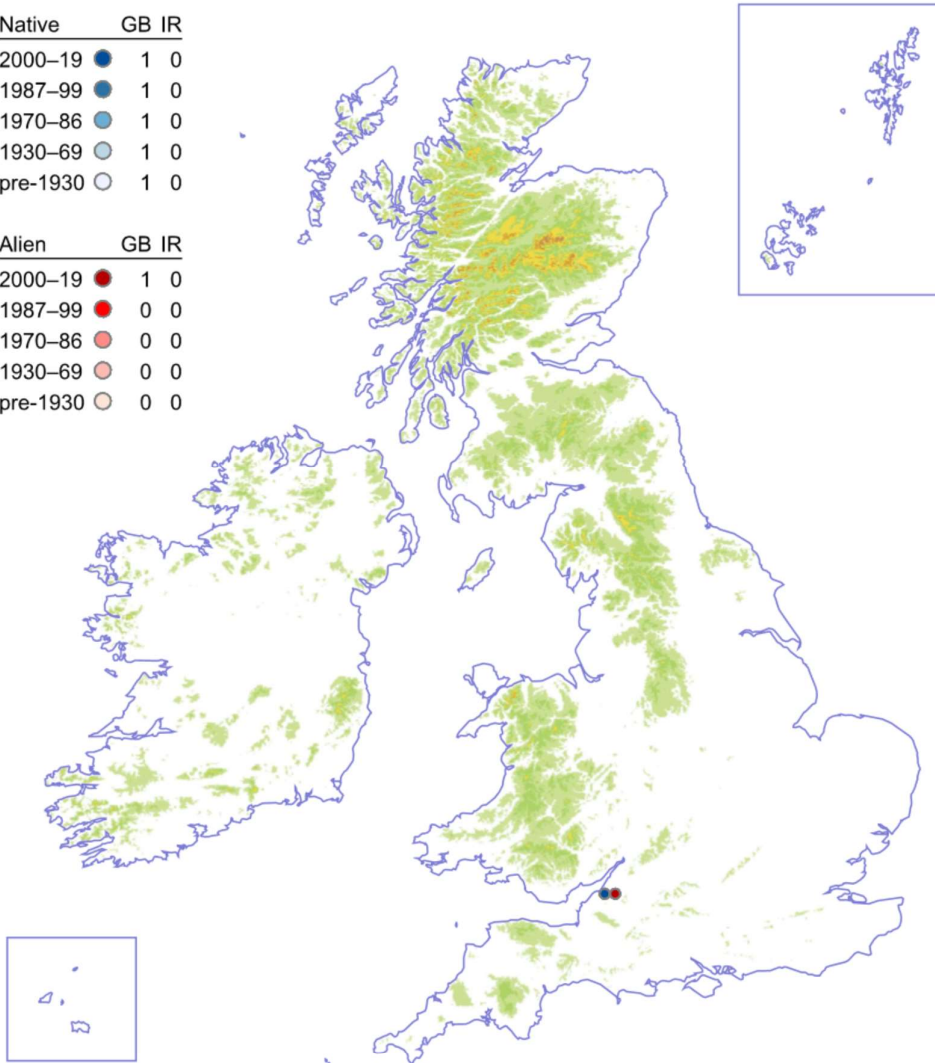 Native GB IR
2000–19 1 0
1987–99 1 0
1970–86 1 0
1930–69 1 0
pre-1930 1 0
Alien GB IR
2000–19 1 0
1987–99 0 0
1970–86 0 0
1930–69 0 0
pre-1930 0 0